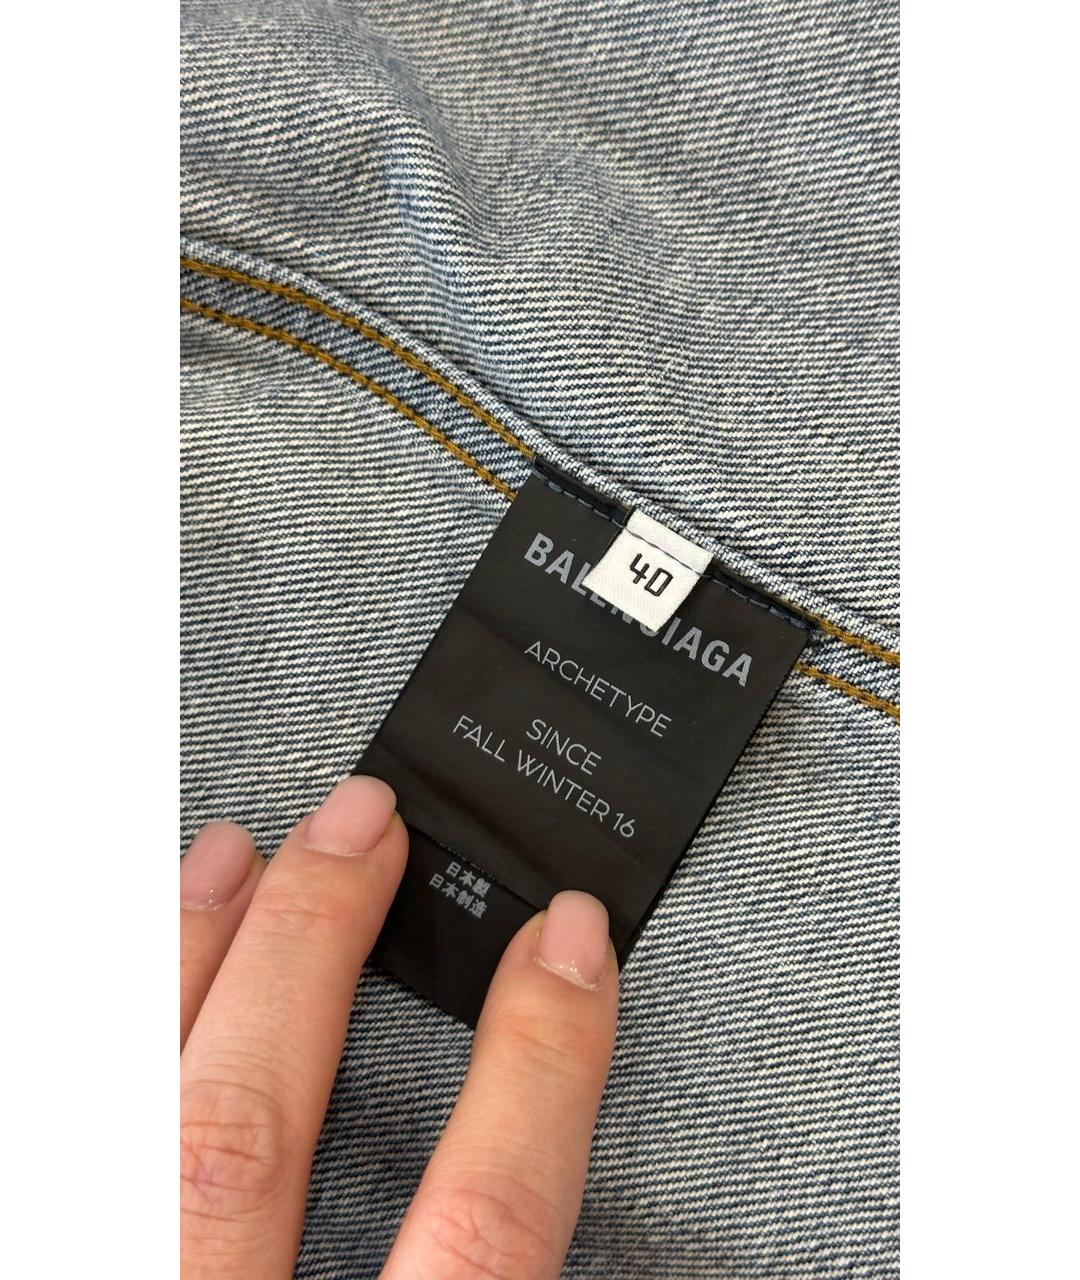 40
BALENCIAGA
ARCHETYPE
SINCE
FALL WINTER 16
日本製
日本制造